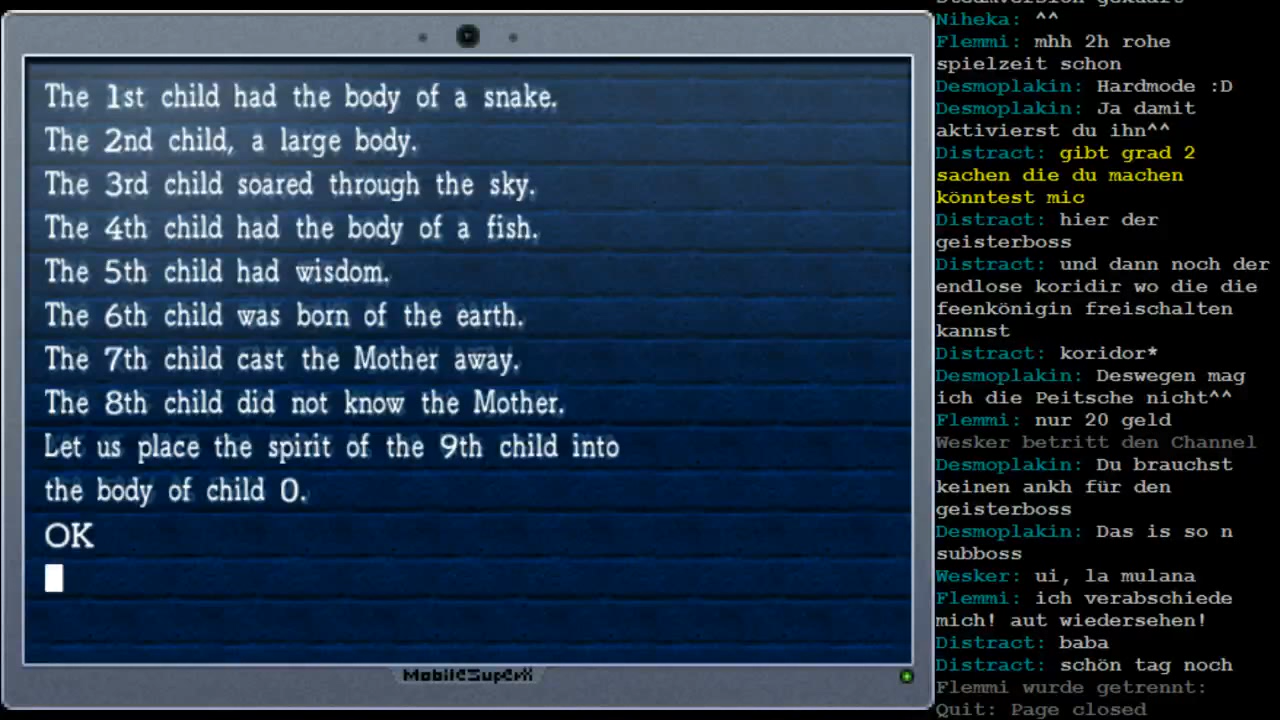 The 1st child had the body of a snake.
The 2nd child, a large body.
The 3rd child soared through the sky.
The 4th child had the body of a fish.
The 5th child had wisdom.
The 6th child was born of the earth.
The 7th child cast the Mother away.
The 8th child did not know the Mother.
Let us place the spirit of the 9th child into
the body of child 0.
OK
MobileSuperX
Niheka: ^^
Flemmi: mhh 2h rohe
spielzeit schon
Desmoplakin: Hardmode :D
Desmoplakin: Ja damit
aktivierst du ihn^^
Distract: gibt grad 2
sachen die du machen
könntest mic
Distract: hier der
geisterboss
Distract: und dann noch der
endlose koridir wo die die
feenkönigin freischalten
kannst
Distract: koridor*
Desmoplakin: Deswegen mag
ich die Peitsche nicht^^
Flemmi: nur 20 geld
Wesker betritt den Channel
Desmoplakin: Du brauchst
keinen ankh für den
geisterboss
Desmoplakin: Das is so n
subboss
Wesker: ui, la mulana
Flemmi: ich verabschiede
mich! aut wiedersehen!
Distract: baba
Distract: schön tag noch
Flemmi wurde getrennt:
Quit: Page closed